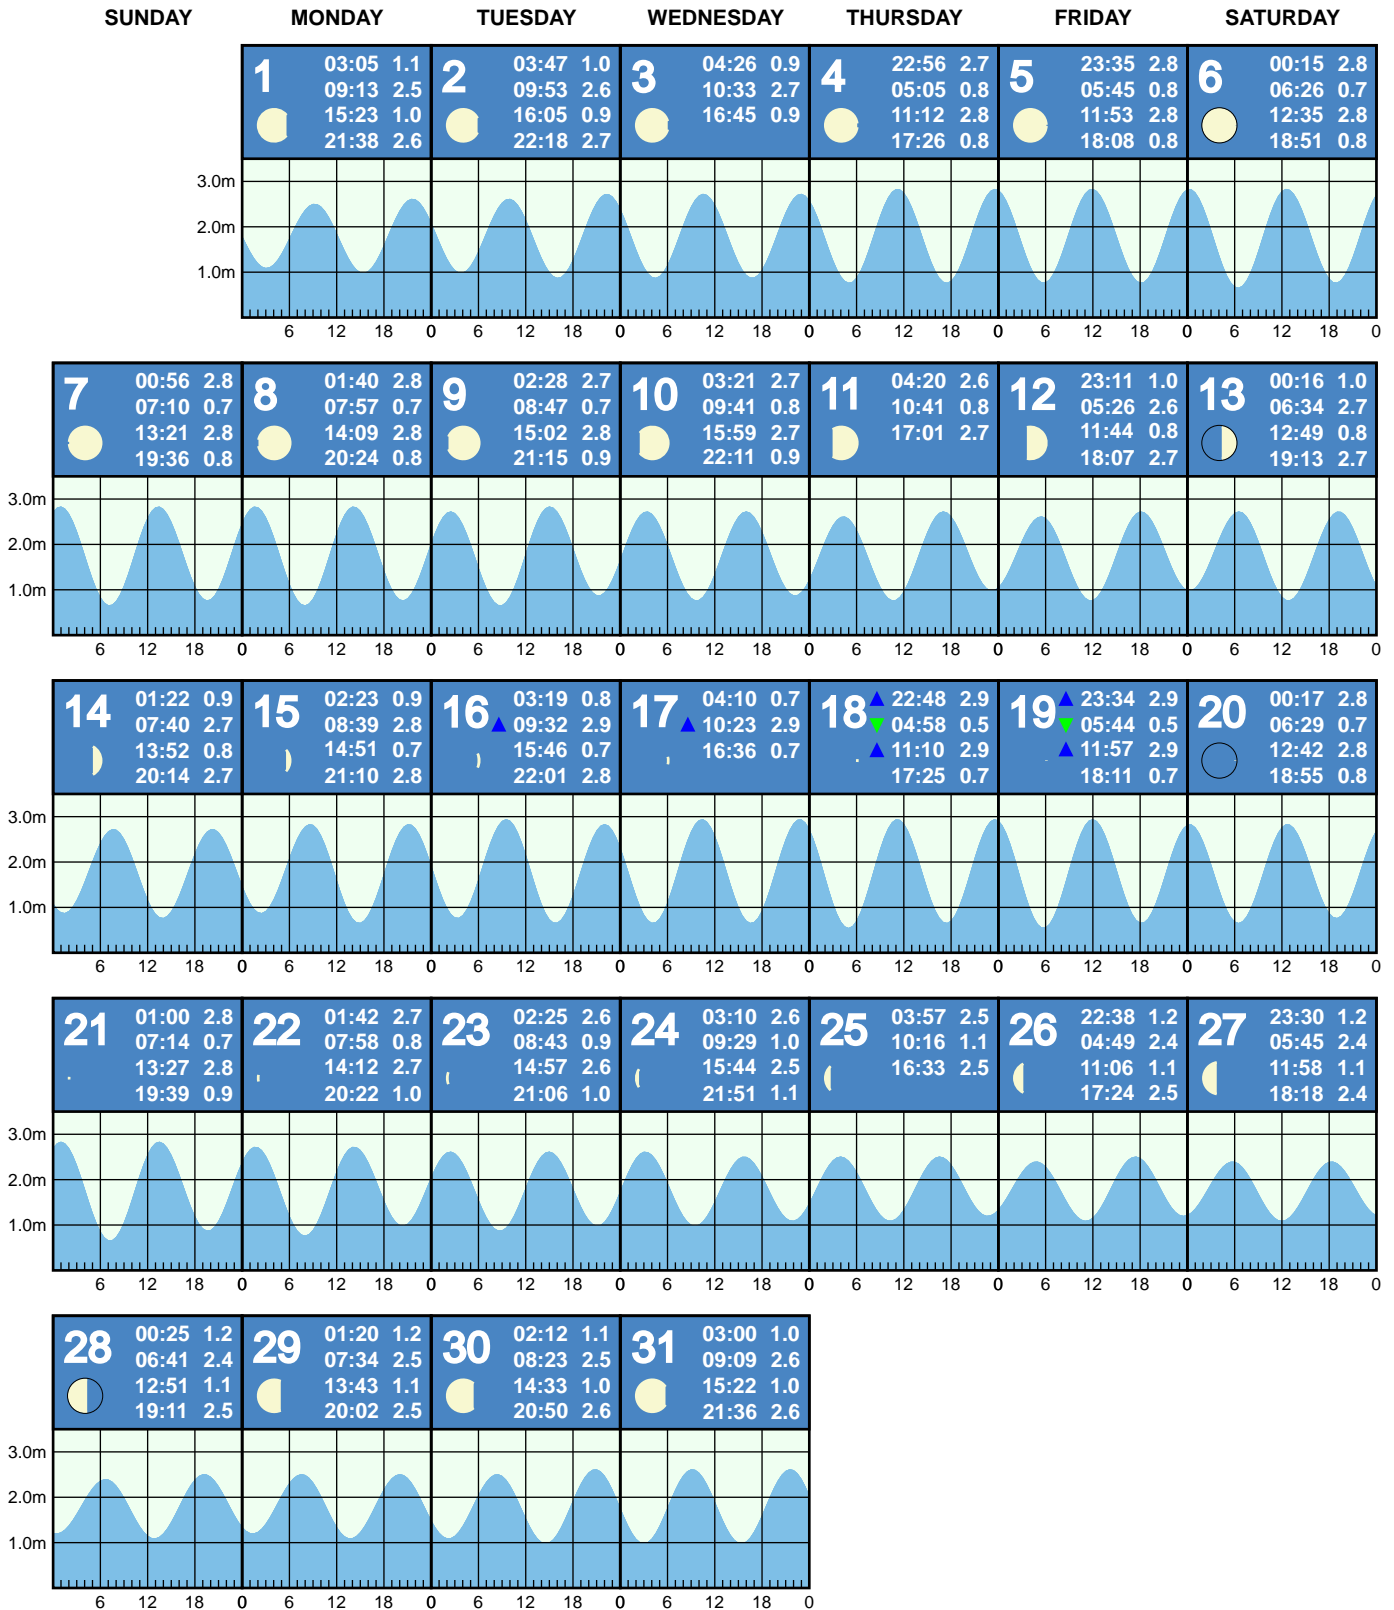 SUNDAY MONDAY TUESDAY WEDNESDAY THURSDAY FRIDAY SATURDAY
1 03:05 1.1
09:13 2.5
15:23 1.0
21:38 2.6
2 03:47 1.0
09:53 2.6
16:05 0.9
22:18 2.7
3 04:26 0.9
10:33 2.7
16:45 0.9
4 22:56 2.7
05:05 0.8
11:12 2.8
17:26 0.8
5 23:35 2.8
05:45 0.8
11:53 2.8
18:08 0.8
6 00:15 2.8
06:26 0.7
12:35 2.8
18:51 0.8
3.0m
2.0m
1.0m
6 12 18 0 6 12 18 0 6 12 18 0 6 12 18 0 6 12 18 0 6 12 18 0
7 00:56 2.8
07:10 0.7
13:21 2.8
19:36 0.8
8 01:40 2.8
07:57 0.7
14:09 2.8
20:24 0.8
9 02:28 2.7
08:47 0.7
15:02 2.8
21:15 0.9
10 03:21 2.7
09:41 0.8
15:59 2.7
22:11 0.9
11 04:20 2.6
10:41 0.8
17:01 2.7
12 23:11 1.0
05:26 2.6
11:44 0.8
18:07 2.7
13 00:16 1.0
06:34 2.7
12:49 0.8
19:13 2.7
3.0m
2.0m
1.0m
6 12 18 0 6 12 18 0 6 12 18 0 6 12 18 0 6 12 18 0 6 12 18 0 6 12 18 0
14 01:22 0.9
07:40 2.7
13:52 0.8
20:14 2.7
15 02:23 0.9
08:39 2.8
14:51 0.7
21:10 2.8
16 03:19 0.8
09:32 2.9
15:46 0.7
22:01 2.8
17 04:10 0.7
10:23 2.9
16:36 0.7
18 22:48 2.9
04:58 0.5
11:10 2.9
17:25 0.7
19 23:34 2.9
05:44 0.5
11:57 2.9
18:11 0.7
20 00:17 2.8
06:29 0.7
12:42 2.8
18:55 0.8
3.0m
2.0m
1.0m
6 12 18 0 6 12 18 0 6 12 18 0 6 12 18 0 6 12 18 0 6 12 18 0 6 12 18 0
21 01:00 2.8
07:14 0.7
13:27 2.8
19:39 0.9
22 01:42 2.7
07:58 0.8
14:12 2.7
20:22 1.0
23 02:25 2.6
08:43 0.9
14:57 2.6
21:06 1.0
24 03:10 2.6
09:29 1.0
15:44 2.5
21:51 1.1
25 03:57 2.5
10:16 1.1
16:33 2.5
26 22:38 1.2
04:49 2.4
11:06 1.1
17:24 2.5
27 23:30 1.2
05:45 2.4
11:58 1.1
18:18 2.4
3.0m
2.0m
1.0m
6 12 18 0 6 12 18 0 6 12 18 0 6 12 18 0 6 12 18 0 6 12 18 0 6 12 18 0
28 00:25 1.2
06:41 2.4
12:51 1.1
19:11 2.5
29 01:20 1.2
07:34 2.5
13:43 1.1
20:02 2.5
30 02:12 1.1
08:23 2.5
14:33 1.0
20:50 2.6
31 03:00 1.0
09:09 2.6
15:22 1.0
21:36 2.6
3.0m
2.0m
1.0m
6 12 18 0 6 12 18 0 6 12 18 0 6 12 18 0